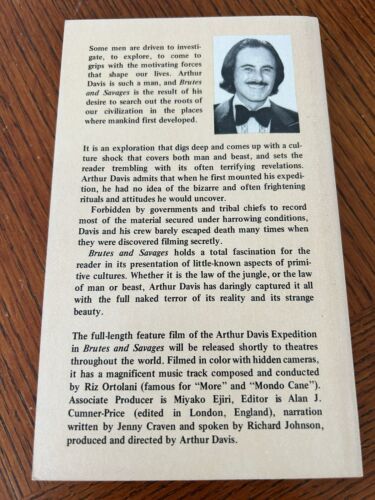 Some men are driven to investi-
gate, to explore, to come to
grips with the motivating forces
that shape our lives. Arthur
Davis is such a man, and Brutes
and Savages is the result of his
desire to search out the roots of
our civilization in the places
where mankind first developed.
It is an exploration that digs deep and comes up with a cul-
ture shock that covers both man and beast, and sets the
reader trembling with its often terrifying revelations.
Arthur Davis admits that when he first mounted his expedi-
tion, he had no idea of the bizarre and often frightening
rituals and attitudes he would uncover.
Forbidden by governments and tribal chiefs to record
most of the material secured under harrowing conditions,
Davis and his crew barely escaped death many times when
they were discovered filming secretly.
Brutes and Savages holds a total fascination for the
reader in its presentation of little-known aspects of primi-
tive cultures. Whether it is the law of the jungle, or the law
of man or beast, Arthur Davis has daringly captured it all
with the full naked terror of its reality and its strange
beauty.
The full-length feature film of the Arthur Davis Expedition
in Brutes and Savages will be released shortly to theatres
throughout the world. Filmed in color with hidden cameras,
it has a magnificent music track composed and conducted
by Riz Ortolani (famous for "More" and "Mondo Cane").
Associate Producer is Miyako Ejiri, Editor is Alan J.
Cumner-Price (edited in London, England), narration
written by Jenny Craven and spoken by Richard Johnson,
produced and directed by Arthur Davis.